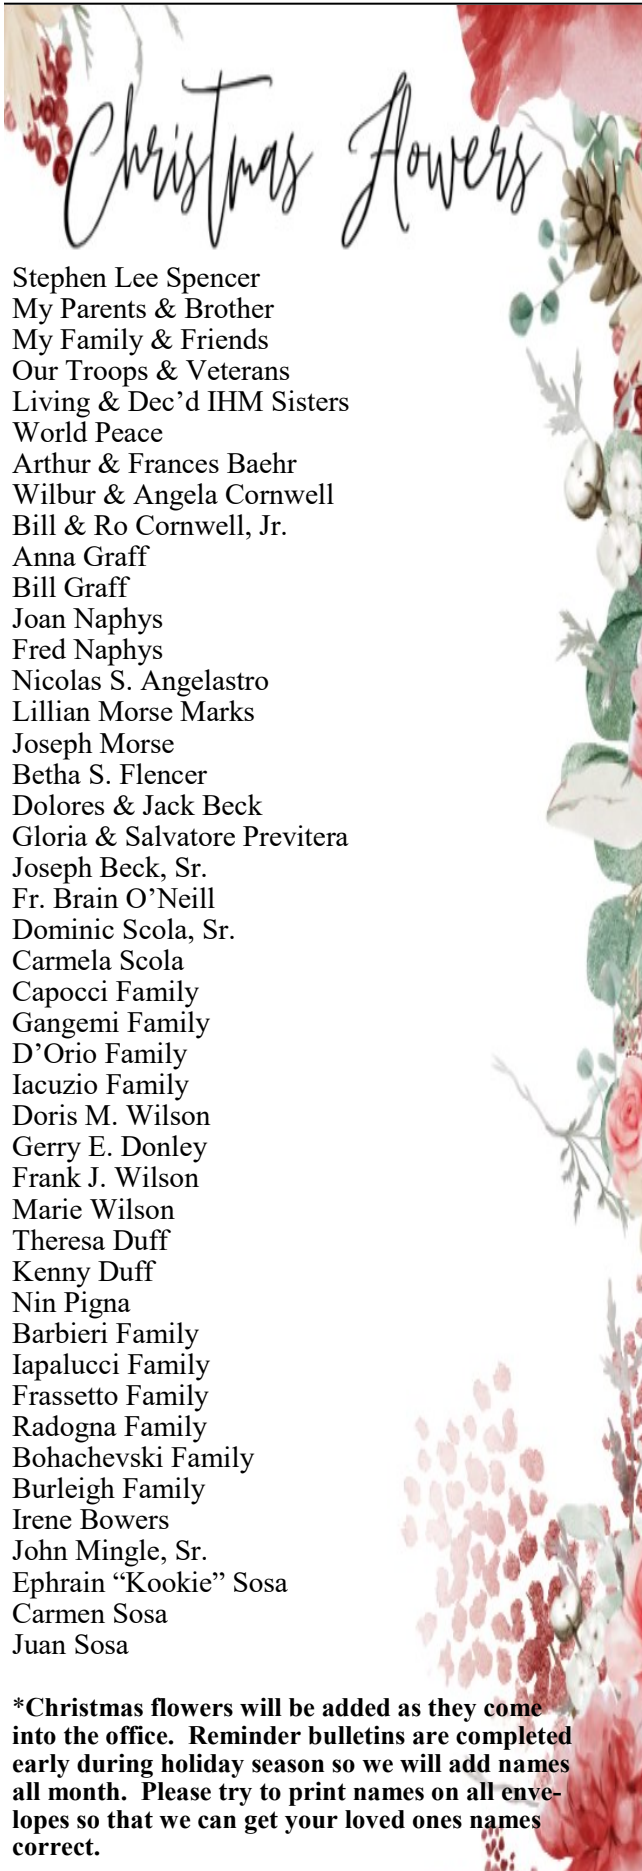 Christmas Flowers
Stephen Lee Spencer
My Parents & Brother
My Family & Friends
Our Troops & Veterans
Living & Dec’d IHM Sisters
World Peace
Arthur & Frances Baehr
Wilbur & Angela Cornwell
Bill & Ro Cornwell, Jr.
Anna Graff
Bill Graff
Joan Naphys
Fred Naphys
Nicolas S. Angelastro
Lillian Morse Marks
Joseph Morse
Betha S. Flencer
Dolores & Jack Beck
Gloria & Salvatore Previtera
Joseph Beck, Sr.
Fr. Brain O’Neill
Dominic Scola, Sr.
Carmela Scola
Capocci Family
Gangemi Family
D’Orio Family
Iacuzio Family
Doris M. Wilson
Gerry E. Donley
Frank J. Wilson
Marie Wilson
Theresa Duff
Kenny Duff
Nin Pigna
Barbieri Family
Iapalucci Family
Frassetto Family
Radogna Family
Bohachevski Family
Burleigh Family
Irene Bowers
John Mingle, Sr.
Ephrain “Kookie” Sosa
Carmen Sosa
Juan Sosa
*Christmas flowers will be added as they come
into the office.  Reminder bulletins are completed
early during holiday season so we will add names
all month.  Please try to print names on all enve-
lopes so that we can get your loved ones names
correct.